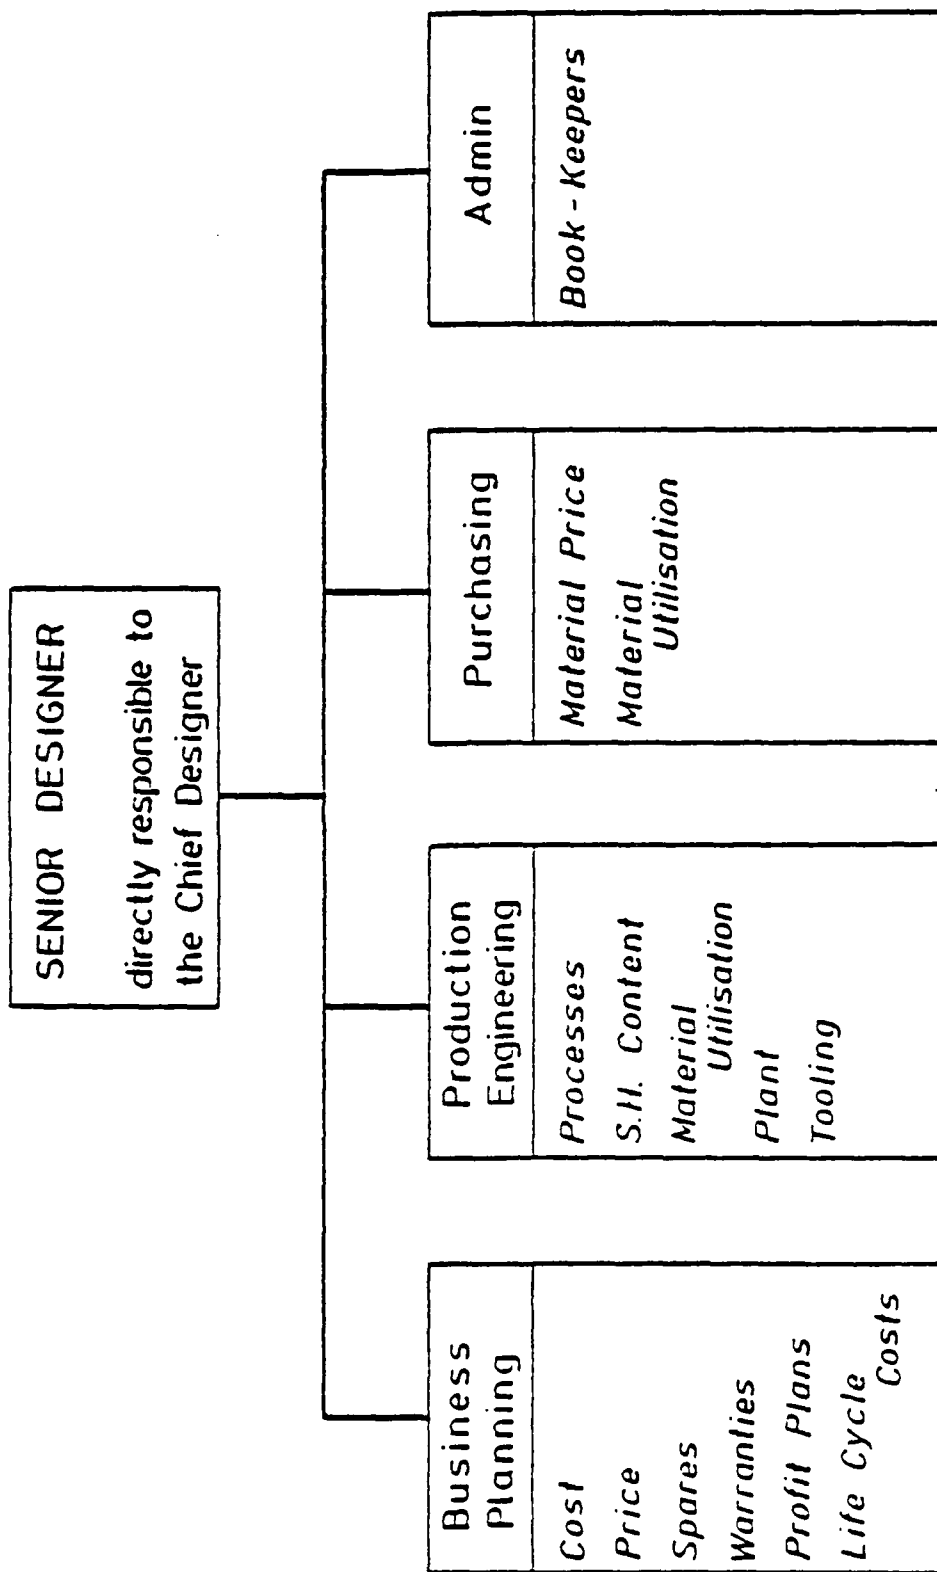 SENIOR DESIGNER
directly responsible to
the Chief Designer
Business
Planning
Cost
Price
Spares
Warranties
Profit Plans
Life Cycle
Costs
Production
Engineering
Processes
S.H. Content
Material
Utilisation
Plant
Tooling
Purchasing
Material Price
Material
Utilisation
Admin
Book-Keepers